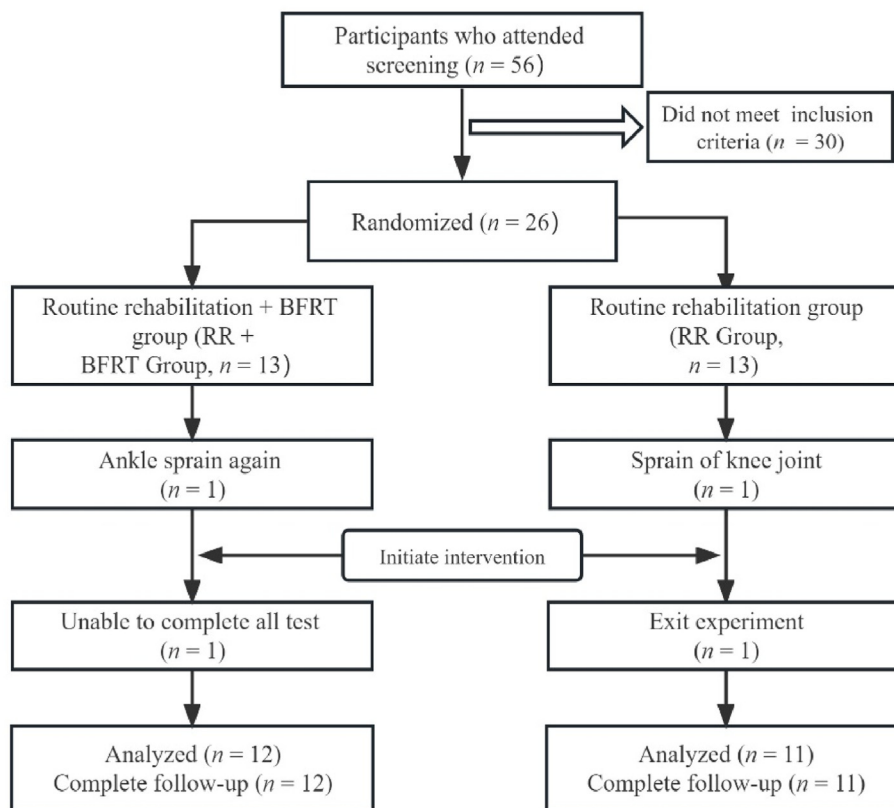 Participants who attended
screening (n = 56)
Did not meet inclusion
criteria (n = 30)
Randomized (n = 26)
Routine rehabilitation + BFRT
group (RR +
BFRT Group, n = 13)
Routine rehabilitation group
(RR Group,
n = 13)
Ankle sprain again
(n = 1)
Sprain of knee joint
(n = 1)
Initiate intervention
Unable to complete all test
(n = 1)
Exit experiment
(n = 1)
Analyzed (n = 12)
Complete follow-up (n = 12)
Analyzed (n = 11)
Complete follow-up (n = 11)